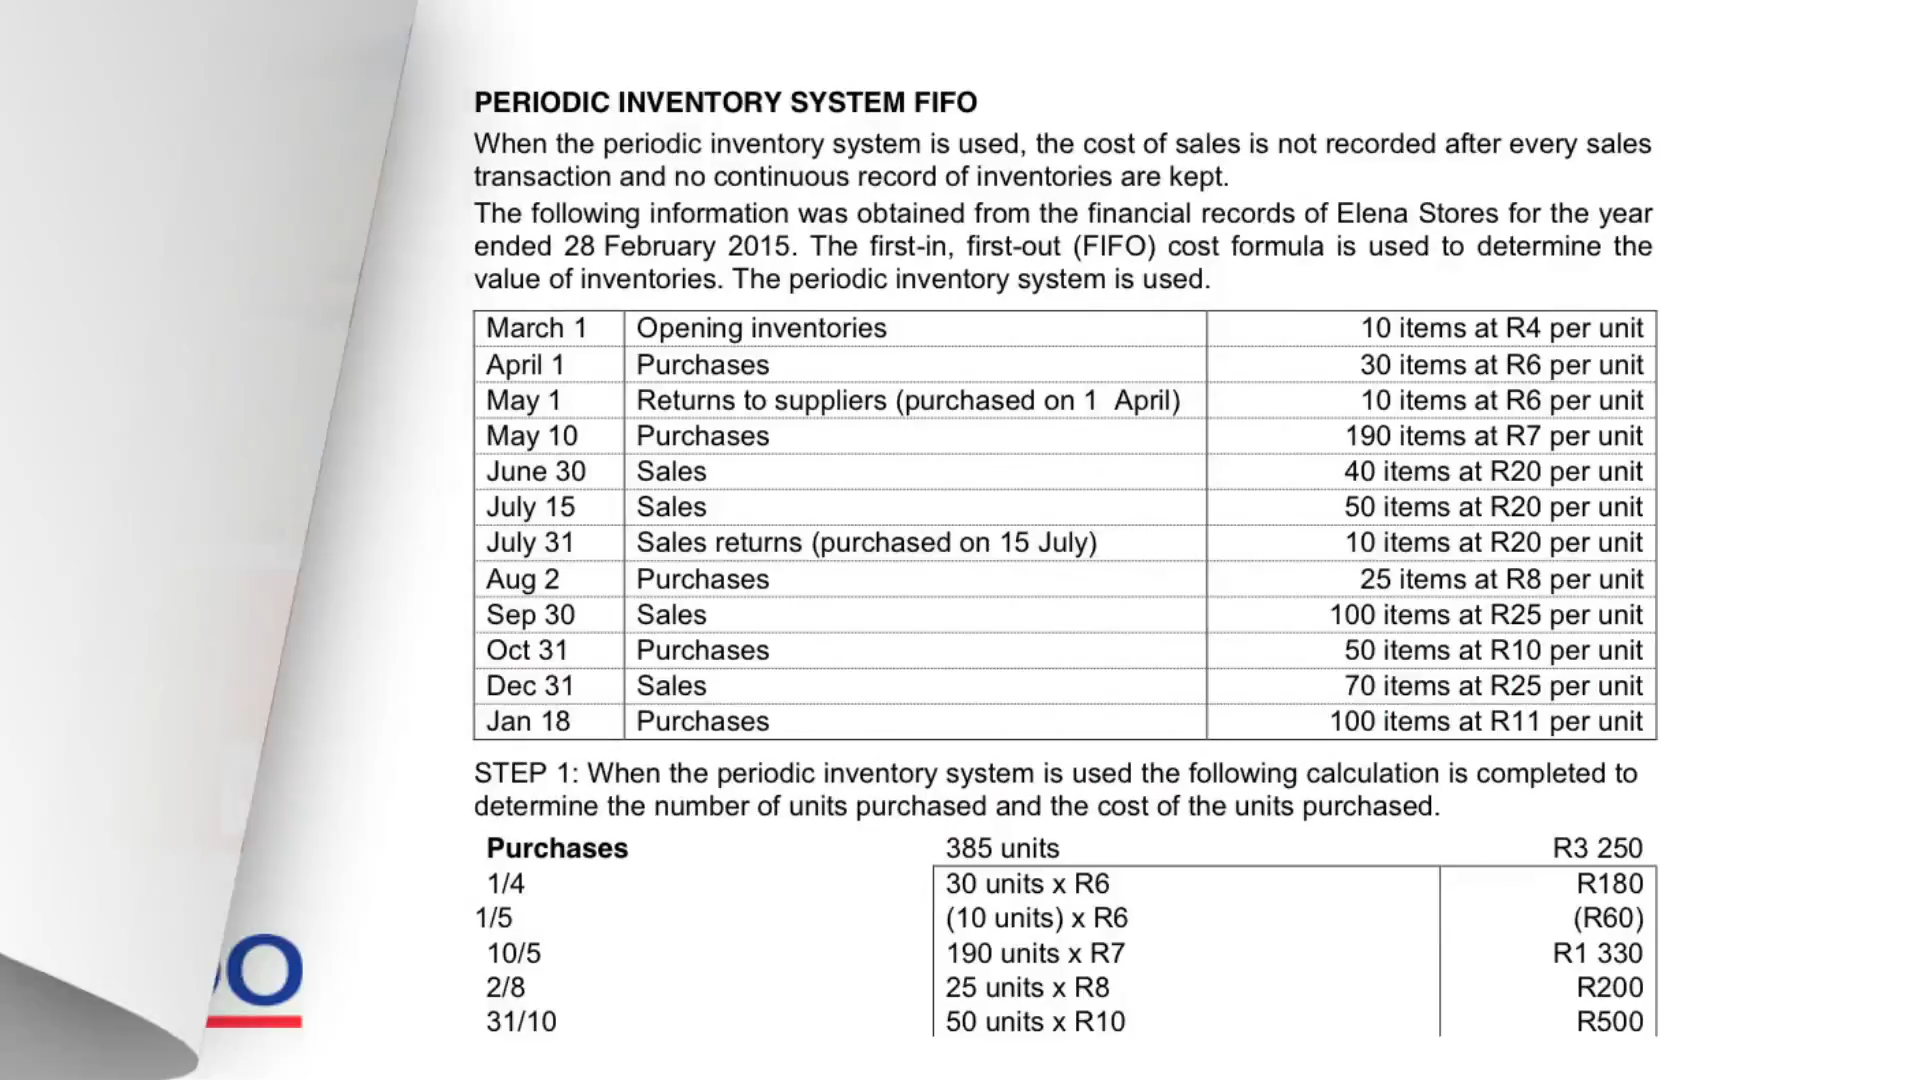 PERIODIC INVENTORY SYSTEM FIFO
When the periodic inventory system is used, the cost of sales is not recorded after every sales
transaction and no continuous record of inventories are kept.
The following information was obtained from the financial records of Elena Stores for the year
ended 28 February 2015. The first-in, first-out (FIFO) cost formula is used to determine the
value of inventories. The periodic inventory system is used.
March 1 Opening inventories 10 items at R4 per unit
April 1 Purchases 30 items at R6 per unit
May 1 Returns to suppliers (purchased on 1 April) 10 items at R6 per unit
May 10 Purchases 190 items at R7 per unit
June 30 Sales 40 items at R20 per unit
July 15 Sales 50 items at R20 per unit
July 31 Sales returns (purchased on 15 July) 10 items at R20 per unit
Aug 2 Purchases 25 items at R8 per unit
Sep 30 Sales 100 items at R25 per unit
Oct 31 Purchases 50 items at R10 per unit
Dec 31 Sales 70 items at R25 per unit
Jan 18 Purchases 100 items at R11 per unit
STEP 1: When the periodic inventory system is used the following calculation is completed to
determine the number of units purchased and the cost of the units purchased.
Purchases 385 units R3 250
1/4 30 units x R6 R180
1/5 (10 units) x R6 (R60)
10/5 190 units x R7 R1 330
2/8 25 units x R8 R200
31/10 50 units x R10 R500